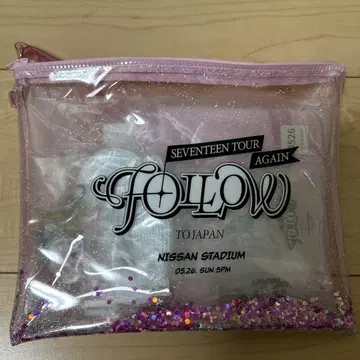 SEVENTEEN TOUR
AGAIN
FOLLOW
TO JAPAN
NISSAN STADIUM
05.26. SUN 5PM